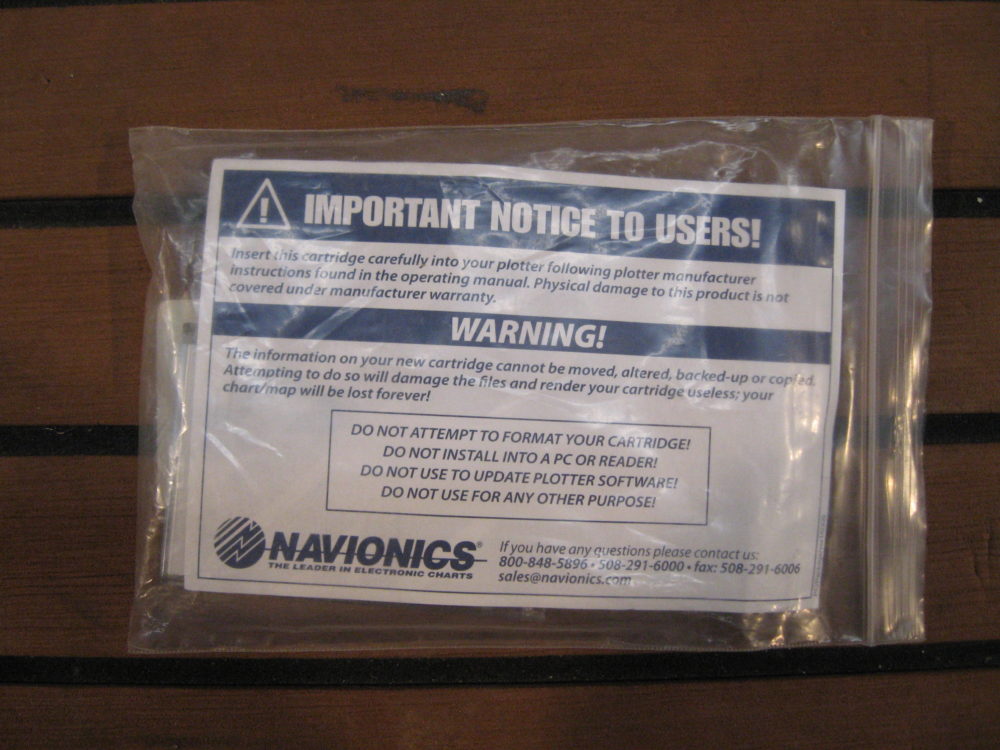 IMPORTANT NOTICE TO USERS!
Insert this cartridge carefully into your plotter following plotter manufacturer
instructions found in the operating manual. Physical damage to this product is not
covered under manufacturer warranty.
WARNING!
The information on your new cartridge cannot be moved, altered, backed-up or copied.
Attempting to do so will damage the files and render your cartridge useless; your
chart/map will be lost forever!
DO NOT ATTEMPT TO FORMAT YOUR CARTRIDGE!
DO NOT INSTALL INTO A PC OR READER!
DO NOT USE TO UPDATE PLOTTER SOFTWARE!
DO NOT USE FOR ANY OTHER PURPOSE!
NAVIONICS®
THE LEADER IN ELECTRONIC CHARTS
If you have any questions please contact us:
800-848-5896 • 508-291-6000 • fax: 508-291-6006
sales@navionics.com